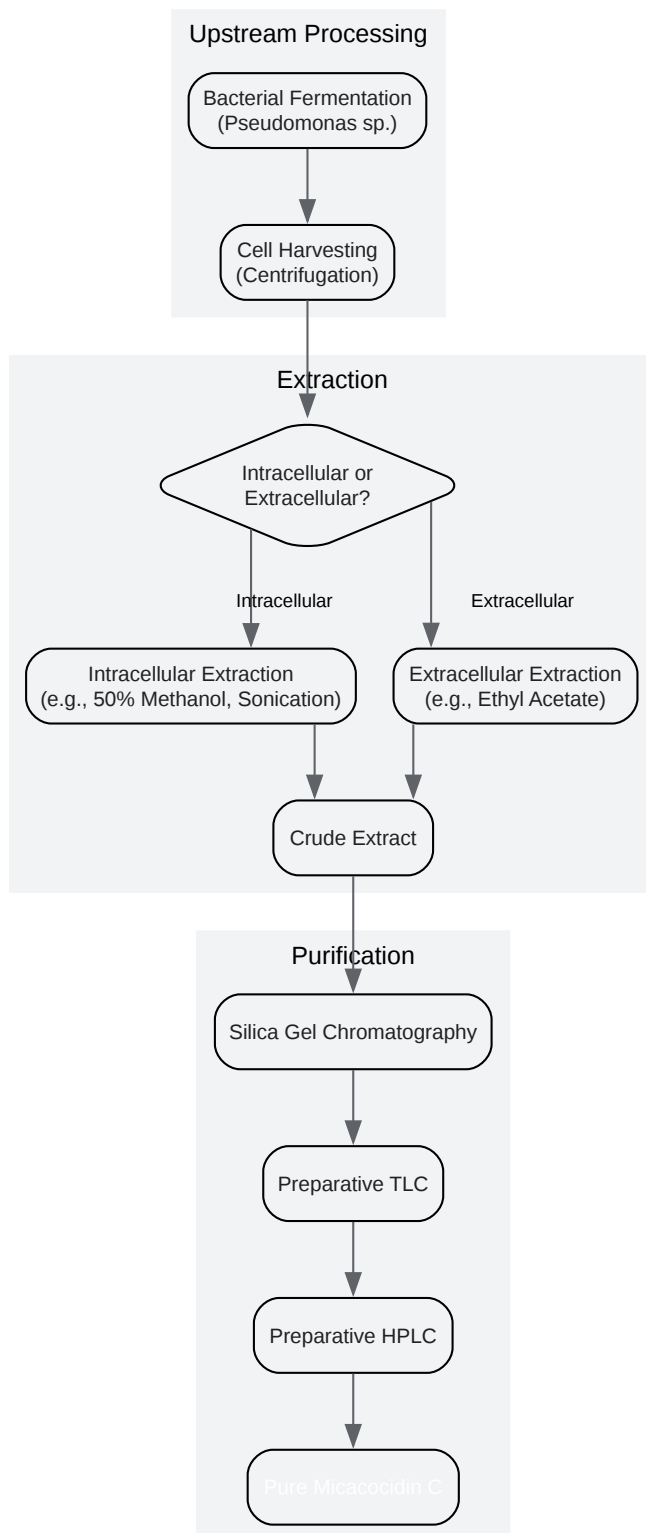 Upstream Processing
Bacterial Fermentation
(Pseudomonas sp.)
Cell Harvesting
(Centrifugation)
Extraction
Intracellular or
Extracellular?
Intracellular
Extracellular
Intracellular Extraction
(e.g., 50% Methanol, Sonication)
Extracellular Extraction
(e.g., Ethyl Acetate)
Crude Extract
Purification
Silica Gel Chromatography
Preparative TLC
Preparative HPLC
Pure Micacocidin C